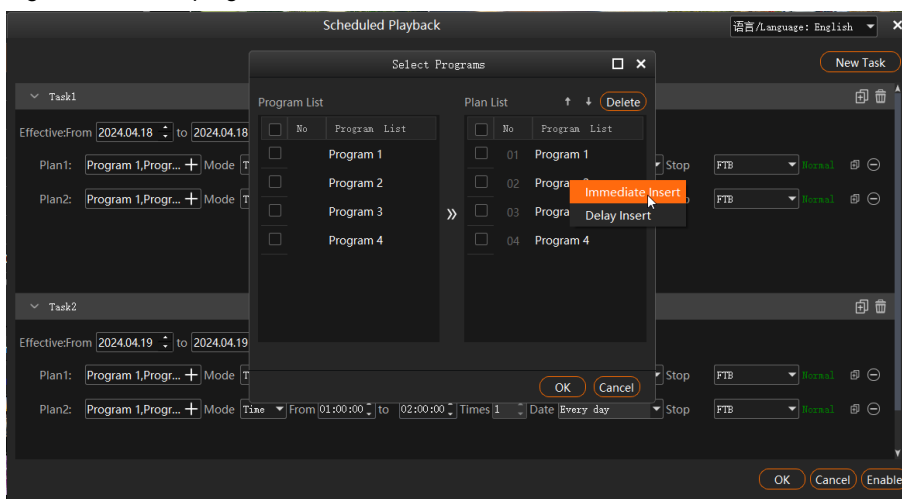 Scheduled Playback
语言/Language: English
New Task
Select Programs
Task1
Program List
Plan List
Delete
Effective:From 2024.04.18 to 2024.04.18
No Program List
No Program List
Plan1: Program 1,Progr... Mode Stop FTB Normal
Program 1
01 Program 1
Plan2: Program 1,Progr... Mode FTB Normal
Program 2
02
Immediate Insert
Program 3
03
Delay Insert
Program 4
04 Program 4
Task2
Effective:From 2024.04.19 to 2024.04.19
Plan1: Program 1,Progr... Mode Stop FTB Normal
OK Cancel
Plan2: Program 1,Progr... Mode Time From 01:00:00 to 02:00:00 Times 1 Date Every day Stop FTB Normal
OK Cancel Enable